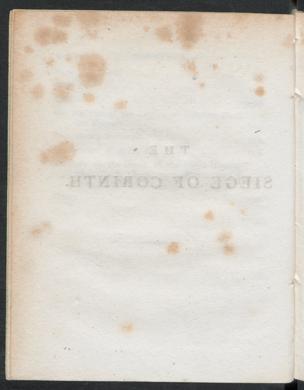 THE
SIEGE OF CORINTH.